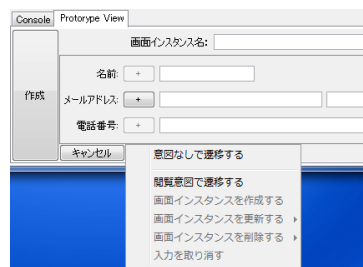 Console Protorype View
画面インスタンス名:
名前: +
作成 メールアドレス: +
電話番号: +
キャンセル
意図なしで遷移する
閲覧意図で遷移する
画面インスタンスを作成する
画面インスタンスを更新する
画面インスタンスを削除する
入力を取り消す